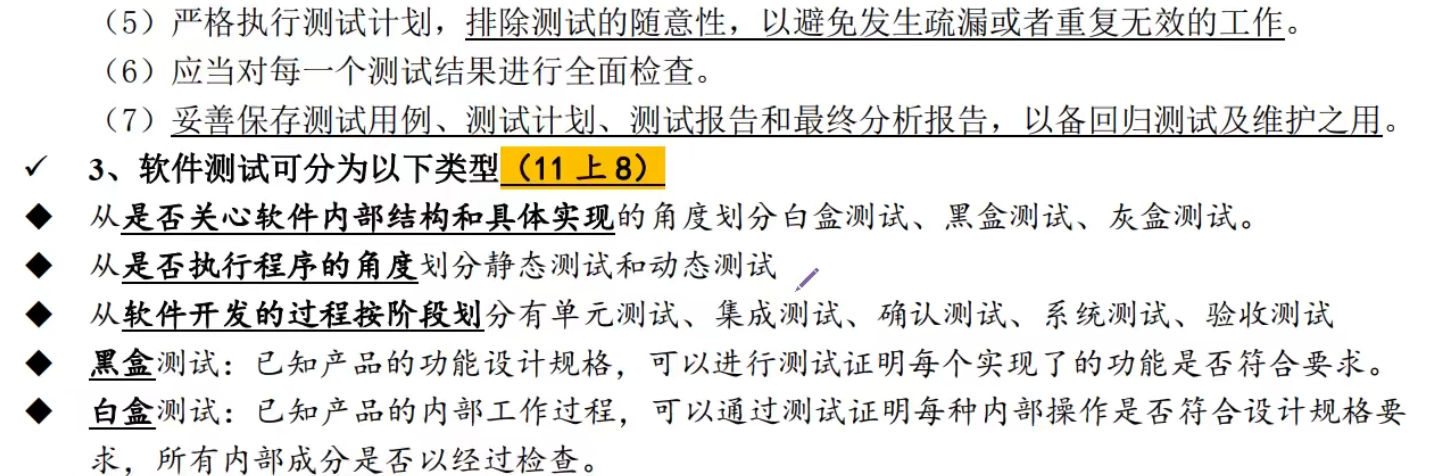 （5）严格执行测试计划，排除测试的随意性，以避免发生疏漏或者重复无效的工作。
（6）应当对每一个测试结果进行全面检查。
（7）妥善保存测试用例、测试计划、测试报告和最终分析报告，以备回归测试及维护之用。
✓ 3、软件测试可分为以下类型（11 上 8）
◆ 从是否关心软件内部结构和具体实现的角度划分白盒测试、黑盒测试、灰盒测试。
◆ 从是否执行程序的角度划分静态测试和动态测试
◆ 从软件开发的过程按阶段划分有单元测试、集成测试、确认测试、系统测试、验收测试
◆ 黑盒测试：已知产品的功能设计规格，可以进行测试证明每个实现了的功能是否符合要求。
◆ 白盒测试：已知产品的内部工作过程，可以通过测试证明每种内部操作是否符合设计规格要
求，所有内部成分是否以经过检查。